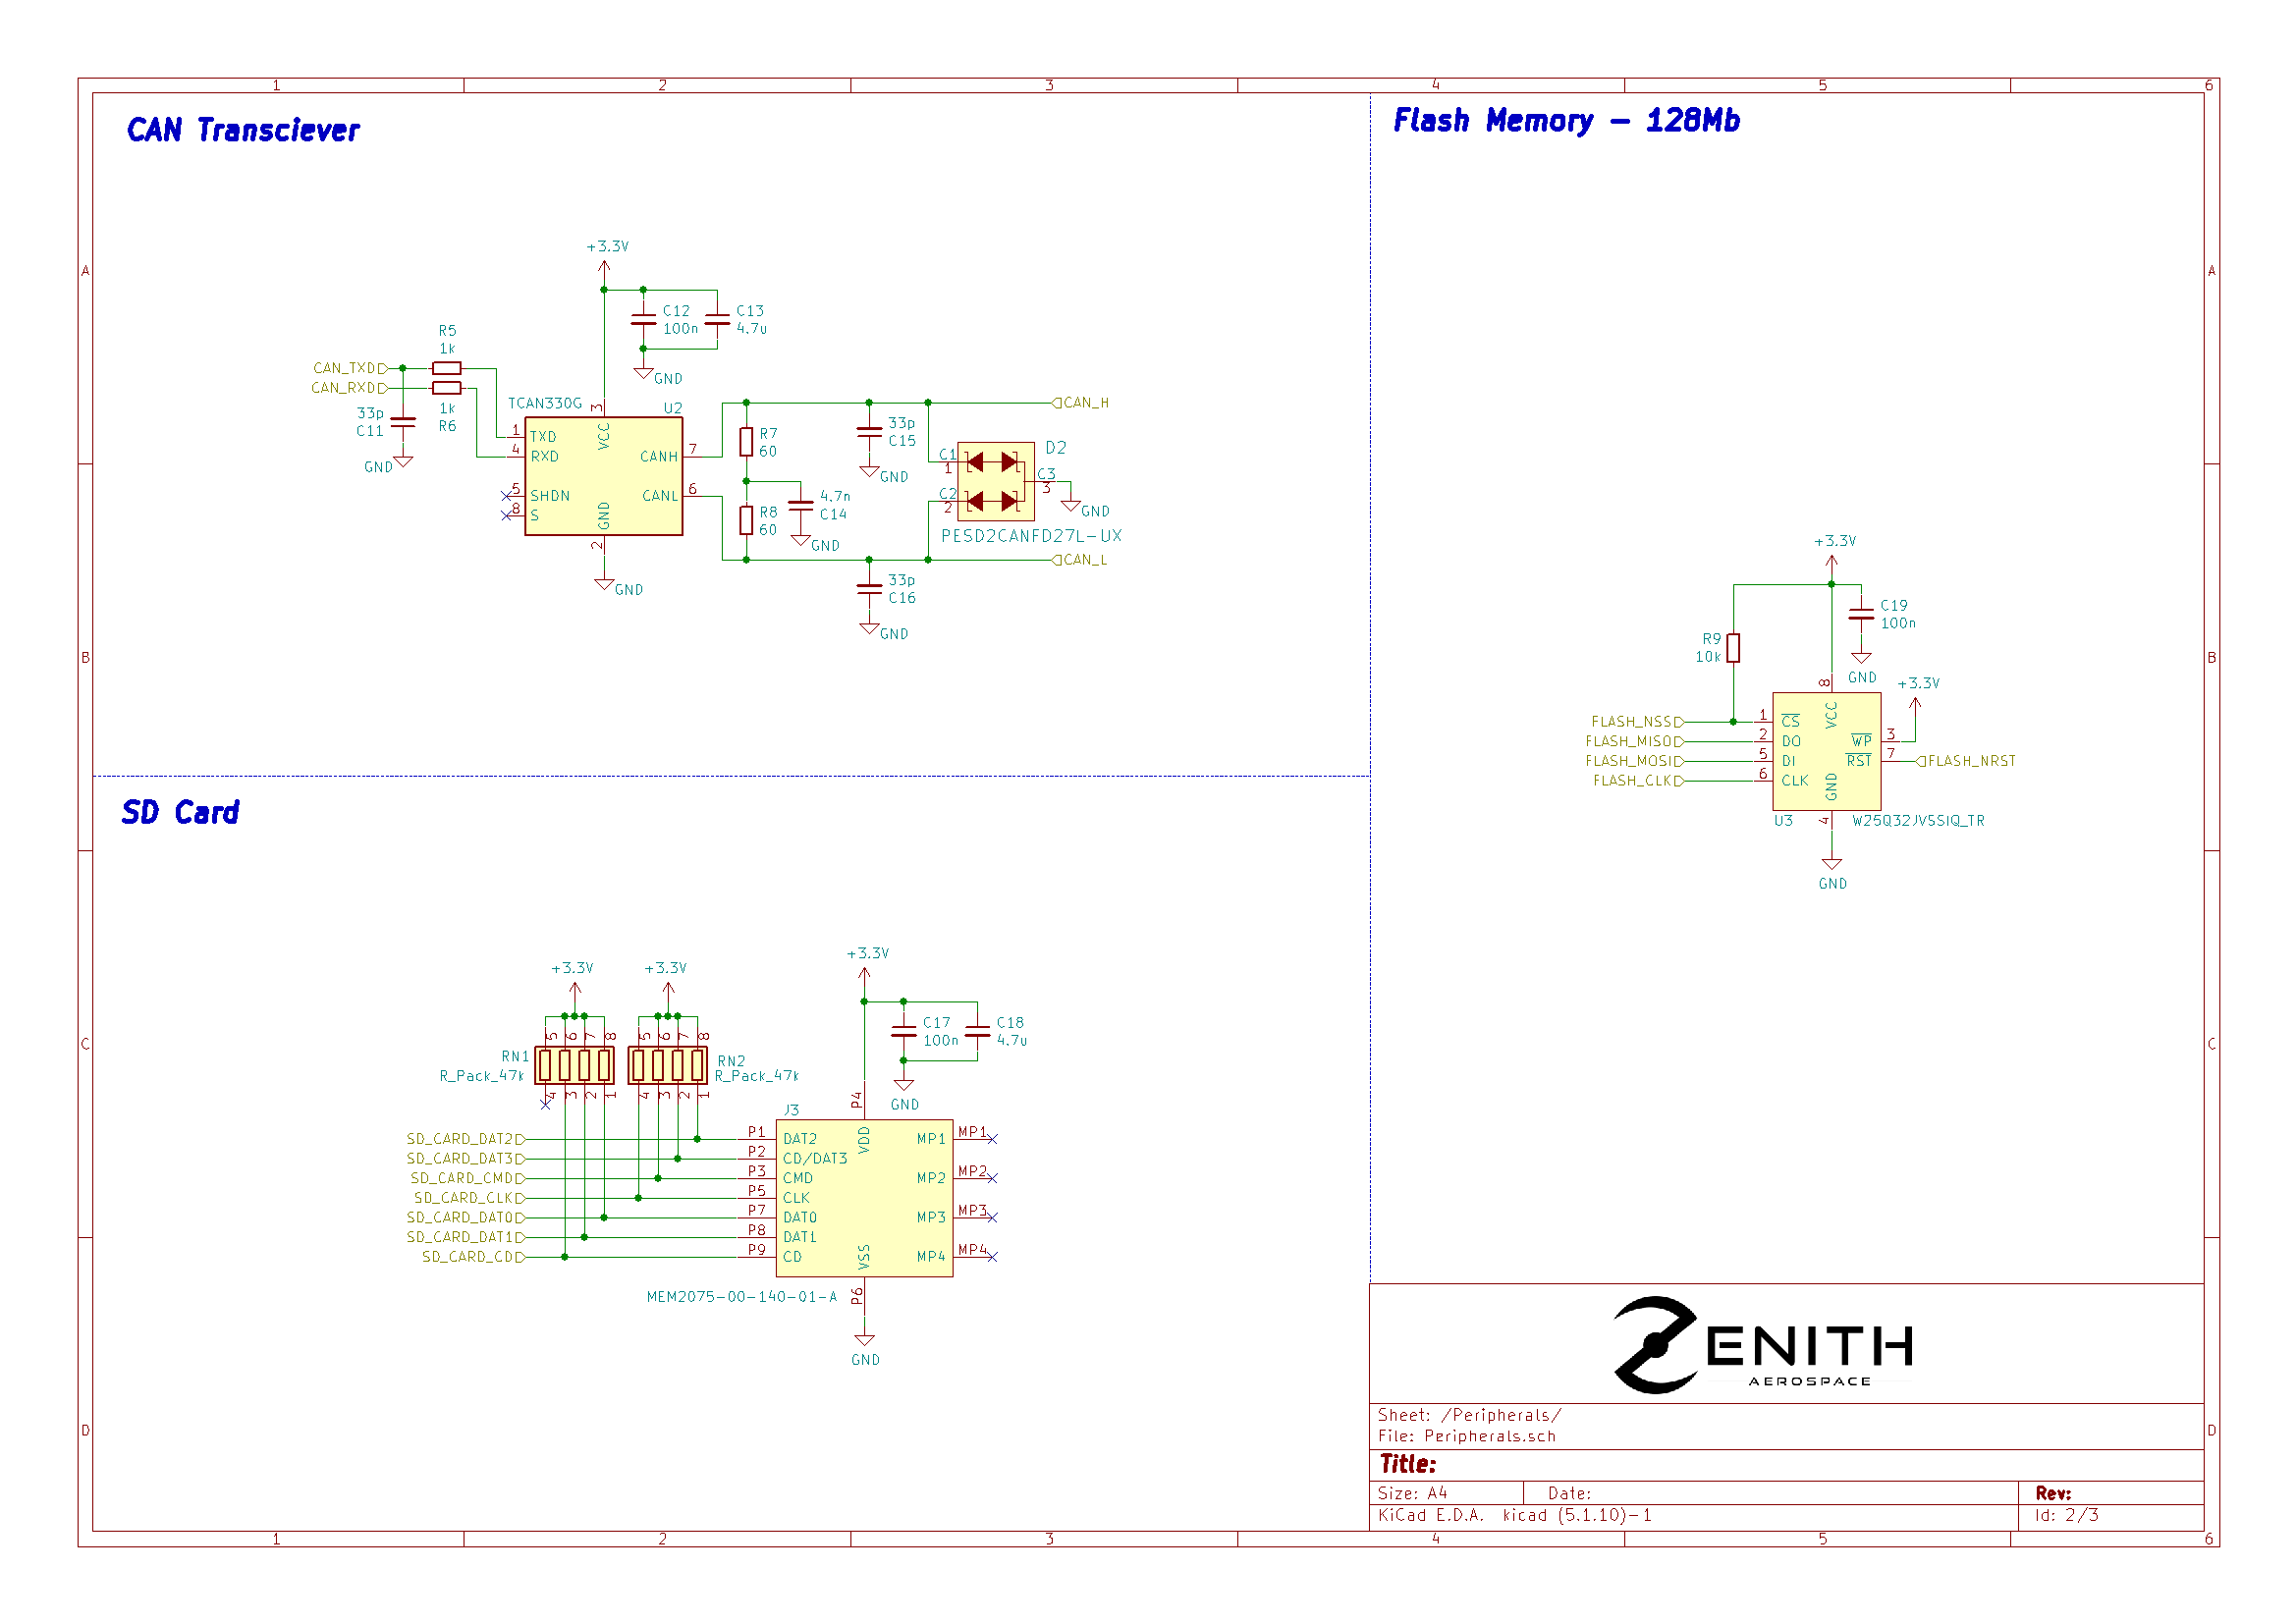 1 2 3 4 5 6
CAN Transciever
Flash Memory - 128Mb
A A
B B
C C
D D
+3.3V
C12
100n
C13
4.7u
GND
R5
1k
CAN_TXD
CAN_RXD
1k
R6
33p
C11
GND
TCAN330G
U2
3
VCC
1 TXD
4 RXD
5 SHDN
8 S
CANH 7
CANL 6
GND
2
GND
R7
60
R8
60
4.7n
C14
GND
33p
C15
GND
33p
C16
GND
CAN_H
CAN_L
C1
1
C2
2
C3
3
D2
GND
PESD2CANFD27L-UX
+3.3V
C19
100n
GND
R9
10k
+3.3V
FLASH_NSS
FLASH_MISO
FLASH_MOSI
FLASH_CLK
8
VCC
1 CS
2 DO
5 DI
6 CLK
WP 3
RST 7
FLASH_NRST
GND
4
U3
W25Q32JVSSIQ_TR
GND
SD Card
+3.3V
+3.3V
+3.3V
RN1
R_Pack_47k
5 6 7 8
4 3 2 1
RN2
R_Pack_47k
5 6 7 8
4 3 2 1
C17
100n
C18
4.7u
GND
J3
P4
VDD
SD_CARD_DAT2
SD_CARD_DAT3
SD_CARD_CMD
SD_CARD_CLK
SD_CARD_DAT0
SD_CARD_DAT1
SD_CARD_CD
P1 DAT2
P2 CD/DAT3
P3 CMD
P5 CLK
P7 DAT0
P8 DAT1
P9 CD
MP1 MP1
MP2 MP2
MP3 MP3
MP4 MP4
VSS
P6
MEM2075-00-140-01-A
GND
ZENITH
AEROSPACE
Sheet: /Peripherals/
File: Peripherals.sch
Title:
Size: A4
Date:
Rev:
KiCad E.D.A. kicad (5.1.10)-1
Id: 2/3
1 2 3 4 5 6